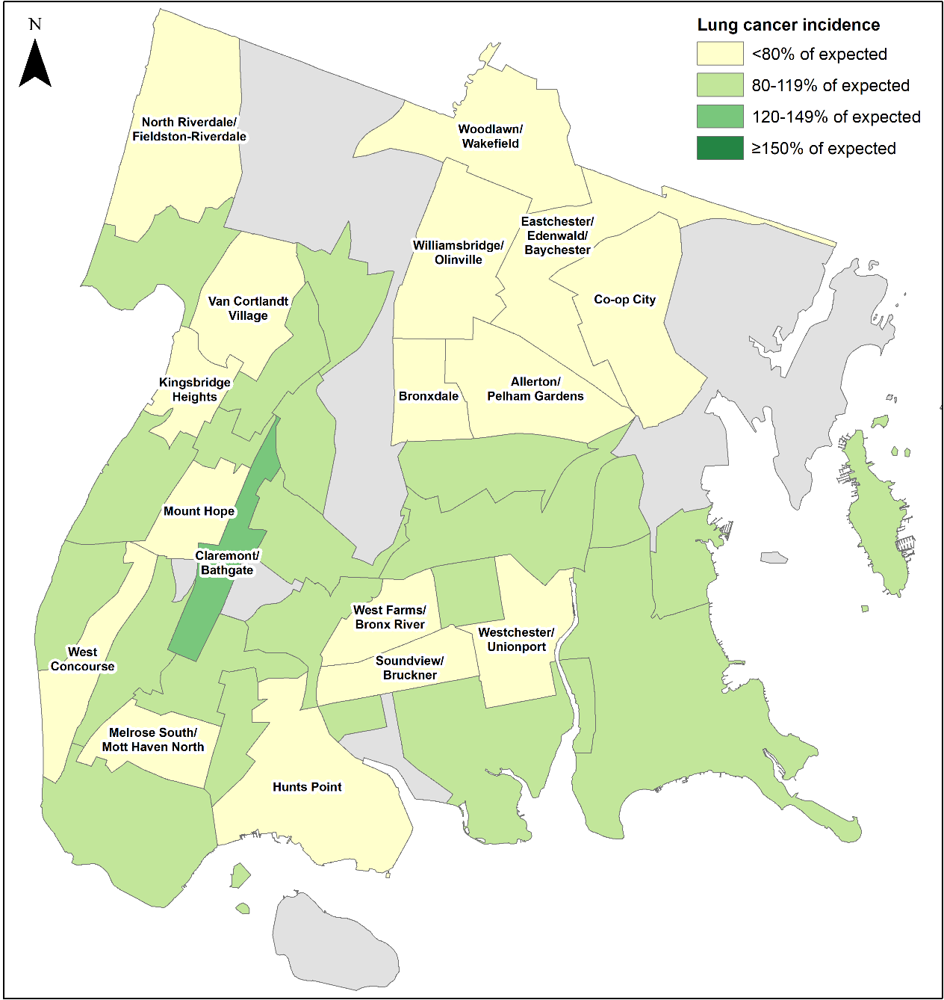 N
Lung cancer incidence
<80% of expected
80-119% of expected
120-149% of expected
≥150% of expected
North Riverdale/
Fieldston-Riverdale
Woodlawn/
Wakefield
Eastchester/
Edenwald/
Baychester
Williamsbridge/
Olinville
Co-op City
Van Cortlandt
Village
Kingsbridge
Heights
Bronxdale
Allerton/
Pelham Gardens
Mount Hope
Claremont/
Bathgate
West Farms/
Bronx River
Westchester/
Unionport
West
Concourse
Soundview/
Bruckner
Melrose South/
Mott Haven North
Hunts Point